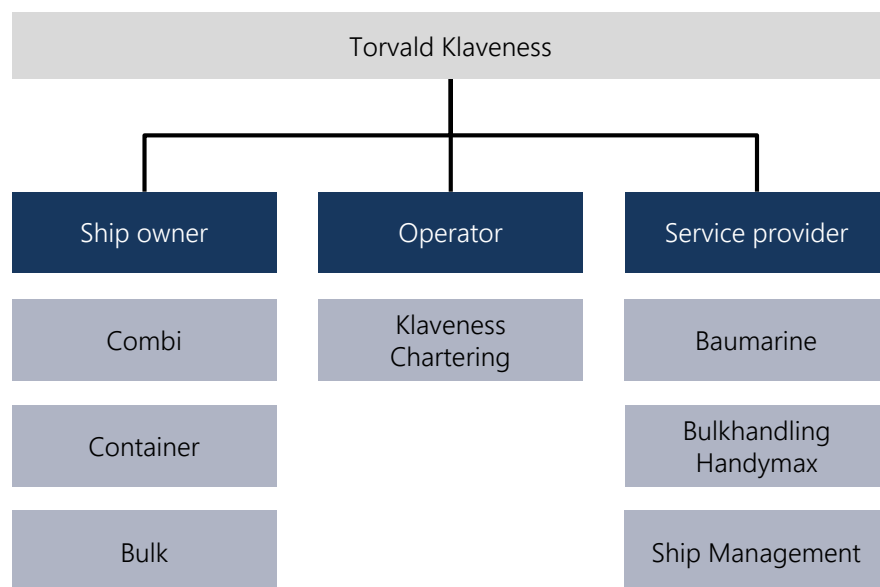 Torvald Klaveness
Ship owner
Operator
Service provider
Combi
Klaveness
Chartering
Baumarine
Container
Bulkhandling
Handymax
Bulk
Ship Management